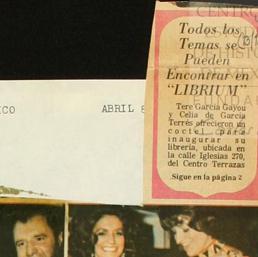 Todos los
Temas se
Pueden
Encontrar en
"LIBRIUM"
Tere García Gayou
y Celia de García
Terrés ofrecieron un
coctel para
inaugurar su
librería, ubicada en
la calle Iglesias 270,
del Centro Terrazas
Sigue en la página 2
ICO ABRIL 8